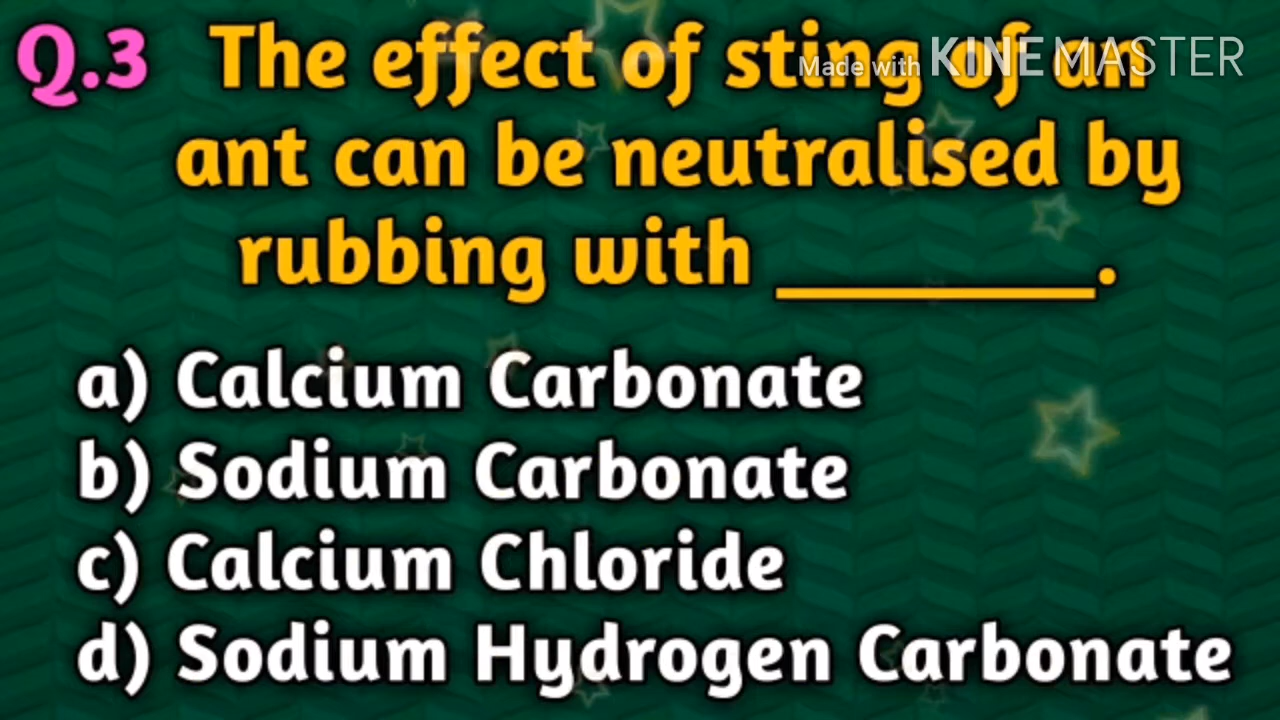 Q.3 The effect of sting of an
Made with KINEMASTER
ant can be neutralised by
rubbing with ________.
a) Calcium Carbonate
b) Sodium Carbonate
c) Calcium Chloride
d) Sodium Hydrogen Carbonate